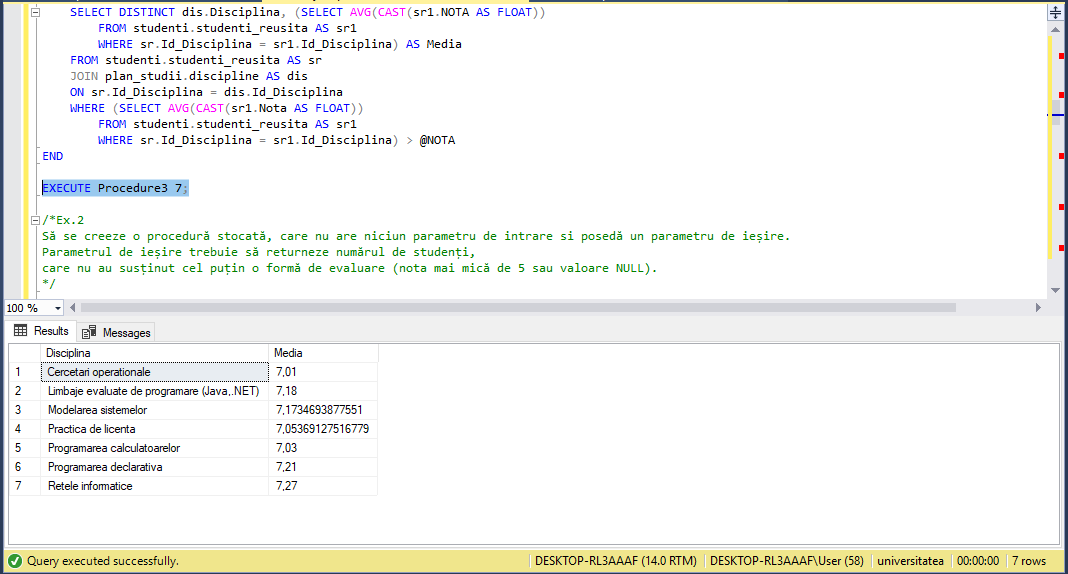 SELECT DISTINCT dis.Disciplina, (SELECT AVG(CAST(sr1.NOTA AS FLOAT))
FROM studenti.studenti_reusita AS sr1
WHERE sr.Id_Disciplina = sr1.Id_Disciplina) AS Media
FROM studenti.studenti_reusita AS sr
JOIN plan_studii.discipline AS dis
ON sr.Id_Disciplina = dis.Id_Disciplina
WHERE (SELECT AVG(CAST(sr1.Nota AS FLOAT))
FROM studenti.studenti_reusita AS sr1
WHERE sr.Id_Disciplina = sr1.Id_Disciplina) > @NOTA
END
EXECUTE Procedure3 7;
/*Ex.2
Să se creeze o procedură stocată, care nu are niciun parametru de intrare si posedă un parametru de ieșire.
Parametrul de ieșire trebuie să returneze numărul de studenți,
care nu au susținut cel puțin o formă de evaluare (nota mai mică de 5 sau valoare NULL).
*/
100 %
Results Messages
Disciplina Media
1 Cercetari operationale 7,01
2 Limbaje evaluate de programare (Java,.NET) 7,18
3 Modelarea sistemelor 7,1734693877551
4 Practica de licenta 7,05369127516779
5 Programarea calculatoarelor 7,03
6 Programarea declarativa 7,21
7 Retele informatice 7,27
Query executed successfully. DESKTOP-RL3AAAF (14.0 RTM) DESKTOP-RL3AAAF\User (58) universitatea 00:00:00 7 rows